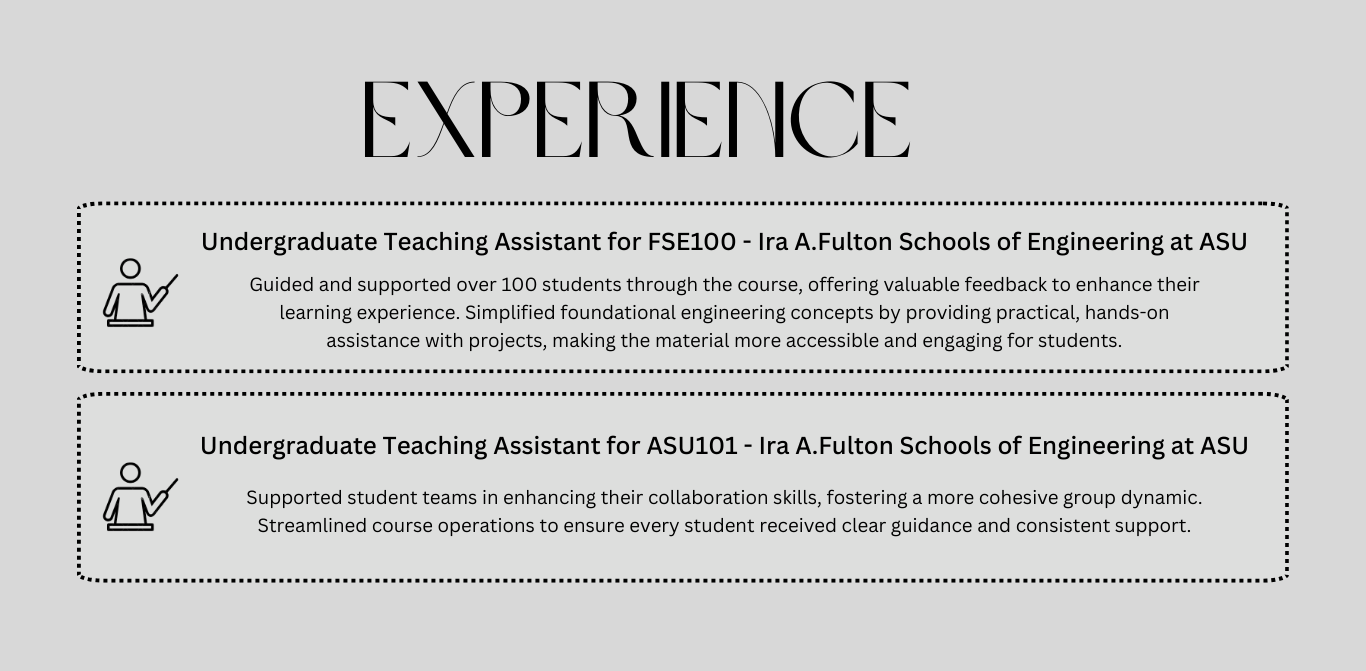 EXPERIENCE
Undergraduate Teaching Assistant for FSE100 - Ira A.Fulton Schools of Engineering at ASU
Guided and supported over 100 students through the course, offering valuable feedback to enhance their
learning experience. Simplified foundational engineering concepts by providing practical, hands-on
assistance with projects, making the material more accessible and engaging for students.
Undergraduate Teaching Assistant for ASU101 - Ira A.Fulton Schools of Engineering at ASU
Supported student teams in enhancing their collaboration skills, fostering a more cohesive group dynamic.
Streamlined course operations to ensure every student received clear guidance and consistent support.